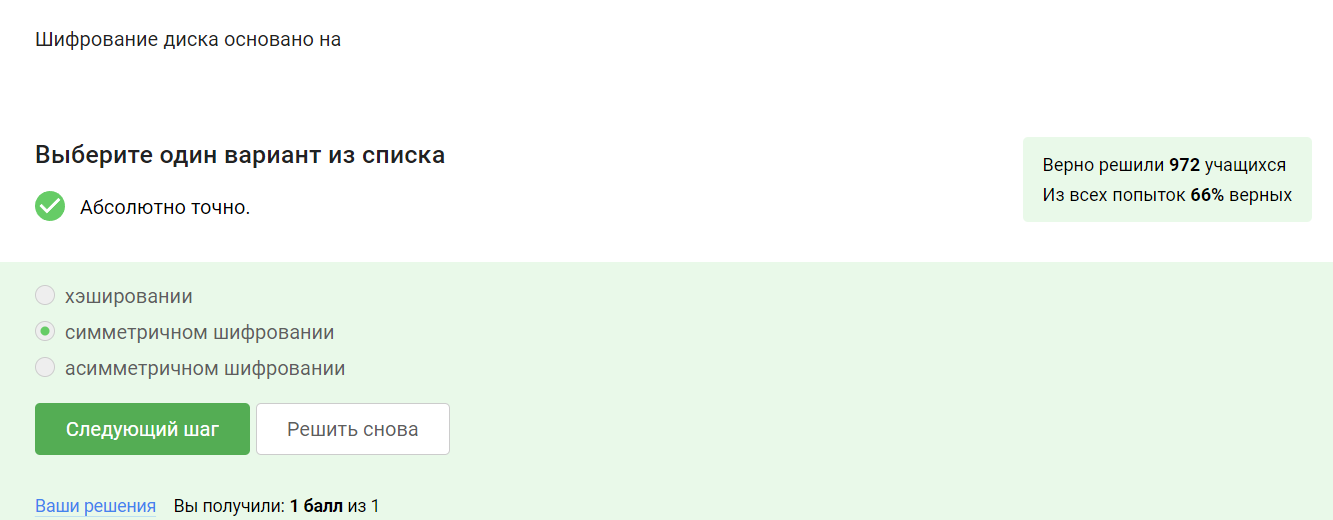 Шифрование диска основано на
Выберите один вариант из списка
Верно решили 972 учащихся
Из всех попыток 66% верных
Абсолютно точно.
хэшировании
симметричном шифровании
асимметричном шифровании
Следующий шаг
Решить снова
Ваши решения Вы получили: 1 балл из 1